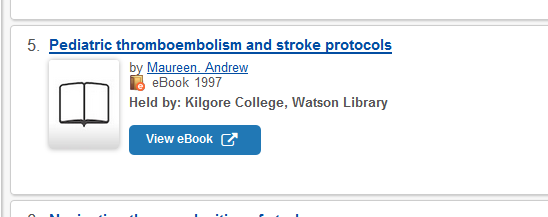 5. Pediatric thromboembolism and stroke protocols
by Maureen. Andrew
eBook 1997
Held by: Kilgore College, Watson Library
View eBook